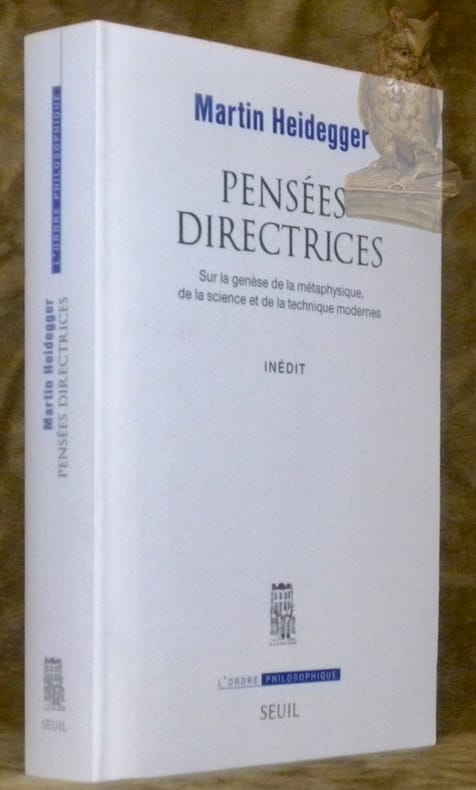 Martin Heidegger
PENSÉES
DIRECTRICES
Sur la genèse de la métaphysique,
de la science et de la technique modernes
INÉDIT
L'ORDRE PHILOSOPHIQUE
SEUIL
L'ORDRE PHILOSOPHIQUE
Martin Heidegger
PENSÉES DIRECTRICES
SEUIL